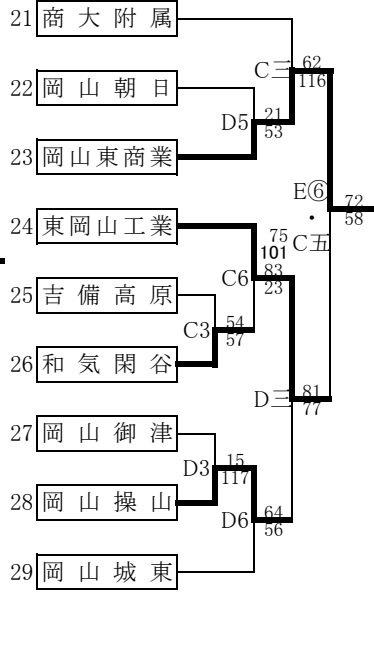 21 商大附属
C三 62
116
22 岡山朝日
D5 21
53
23 岡山東商業
E⑥ 72
・ 58
C五
24 東岡山工業
75
101
C6 83
23
25 吉備高原
C3 54
57
26 和気閑谷
D三 81
77
27 岡山御津
D3 15
117
28 岡山操山
D6 64
56
29 岡山城東